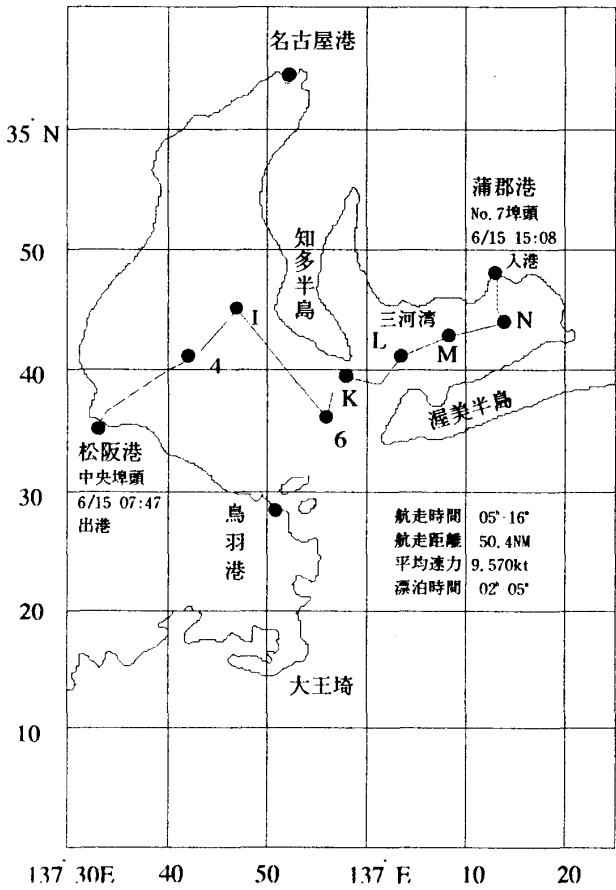 名古屋港
35° N
蒲郡港
No.7埠頭
6/15 15:08
入港
知多半島
50
三河湾
I
L
M
N
4
40
K
6
渥美半島
松阪港
中央埠頭
6/15 07:47
出港
30
鳥羽港
航走時間 05ʰ-16ᵐ
航走距離 50.4NM
平均速力 9.570kt
漂泊時間 02ʰ 05ᵐ
20
大王埼
10
137° 30E 40 50 137° E 10 20